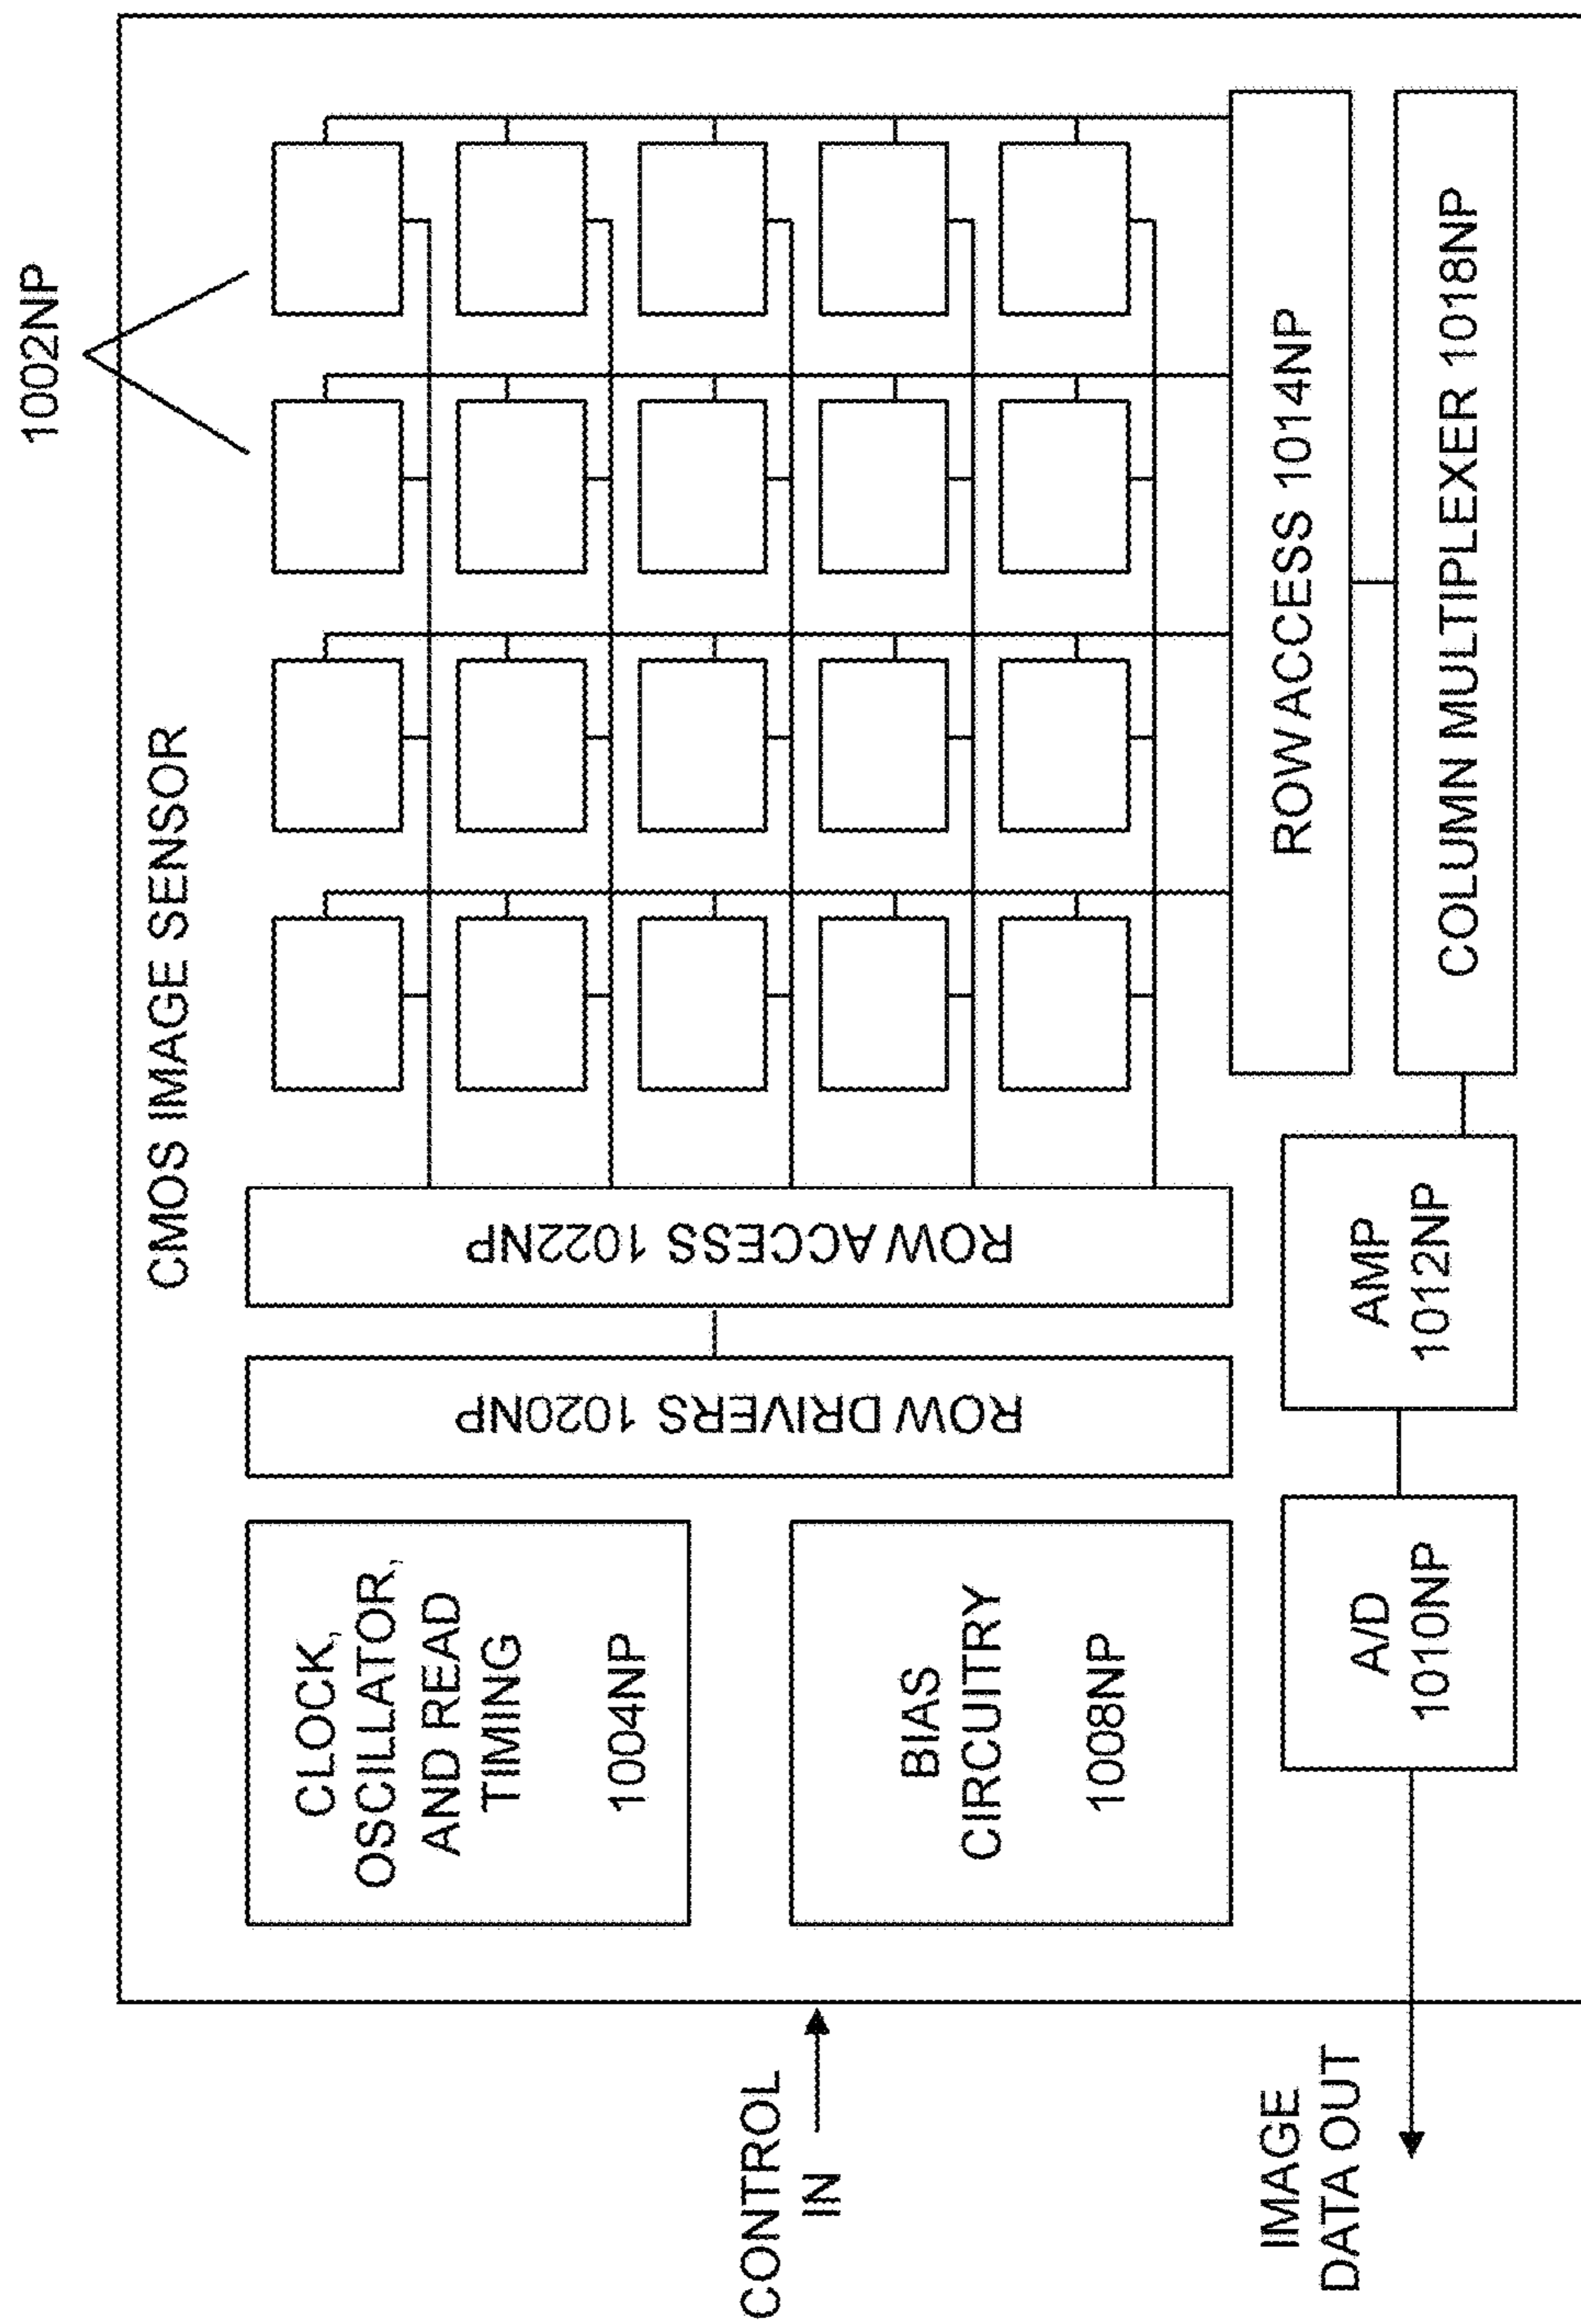 1002NP
CMOS IMAGE SENSOR
CLOCK,
OSCILLATOR,
AND READ
TIMING
1004NP
BIAS
CIRCUITRY
1008NP
ROW DRIVERS 1020NP
ROW ACCESS 1022NP
ROW ACCESS 1014NP
COLUMN MULTIPLEXER 1018NP
AMP
1012NP
A/D
1010NP
CONTROL
IN
IMAGE
DATA OUT